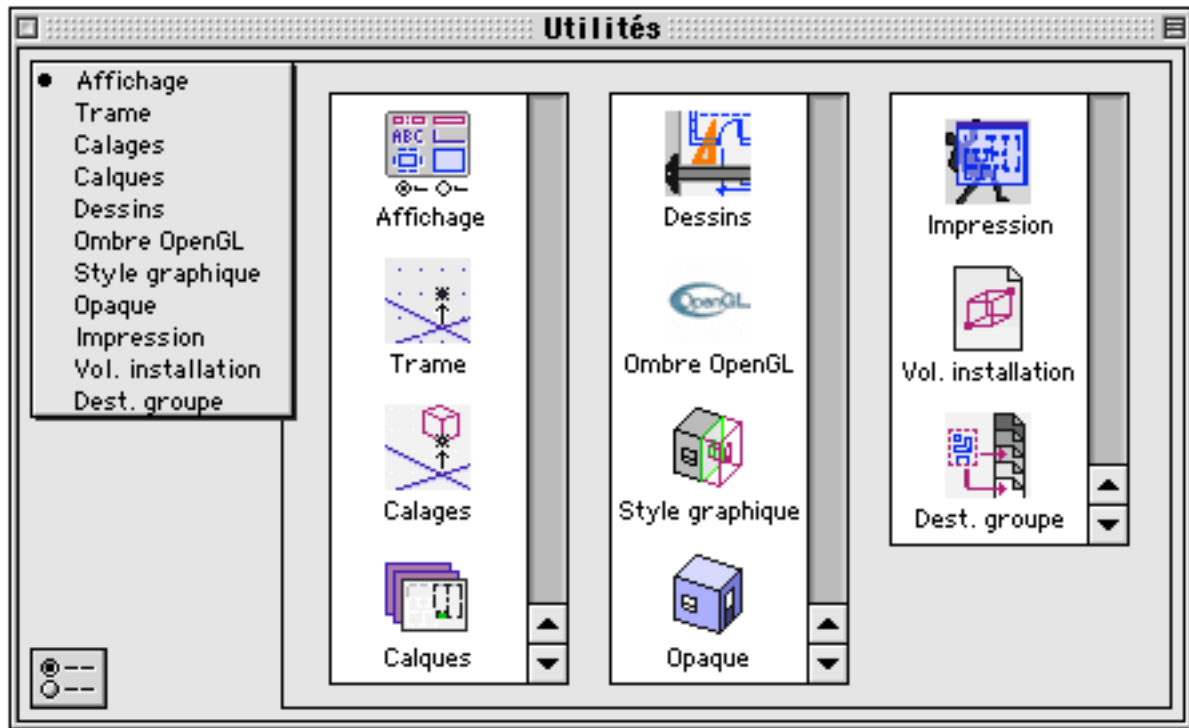 Utilités
Affichage
Trame
Calages
Calques
Dessins
Ombre OpenGL
Style graphique
Opaque
Impression
Vol. installation
Dest. groupe
ABC
Affichage
Trame
Calages
Calques
Dessins
OpenGL
Ombre OpenGL
Style graphique
Opaque
Impression
Vol. installation
Dest. groupe